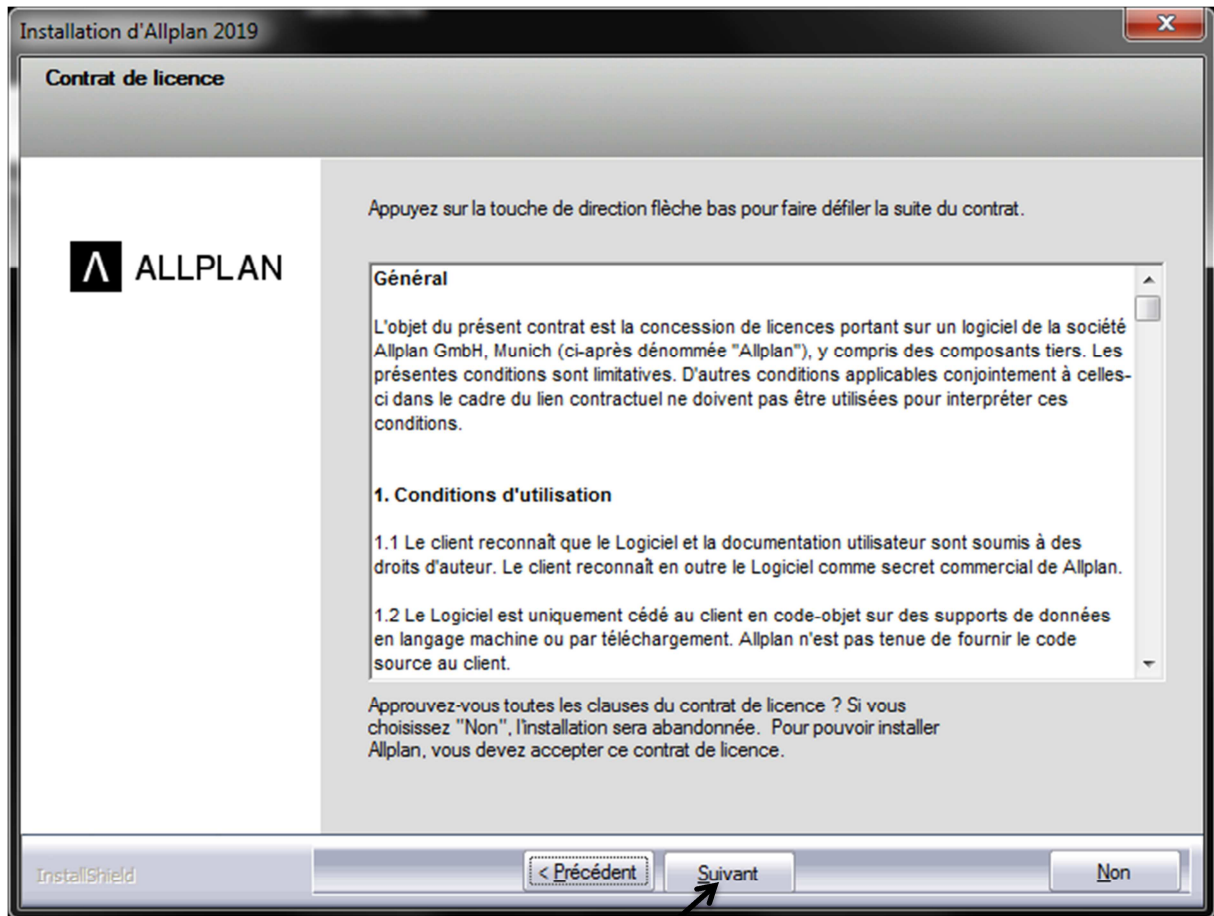 Installation d'Allplan 2019
Contrat de licence
Appuyez sur la touche de direction flèche bas pour faire défiler la suite du contrat.
ALLPLAN
Général
L'objet du présent contrat est la concession de licences portant sur un logiciel de la société
Allplan GmbH, Munich (ci-après dénommée "Allplan"), y compris des composants tiers. Les
présentes conditions sont limitatives. D'autres conditions applicables conjointement à celles-
ci dans le cadre du lien contractuel ne doivent pas être utilisées pour interpréter ces
conditions.
1. Conditions d'utilisation
1.1 Le client reconnaît que le Logiciel et la documentation utilisateur sont soumis à des
droits d'auteur. Le client reconnaît en outre le Logiciel comme secret commercial de Allplan.
1.2 Le Logiciel est uniquement cédé au client en code-objet sur des supports de données
en langage machine ou par téléchargement. Allplan n'est pas tenue de fournir le code
source au client.
Approuvez-vous toutes les clauses du contrat de licence ? Si vous
choisissez "Non", l'installation sera abandonnée. Pour pouvoir installer
Allplan, vous devez accepter ce contrat de licence.
InstallShield
< Précédent
Suivant
Non